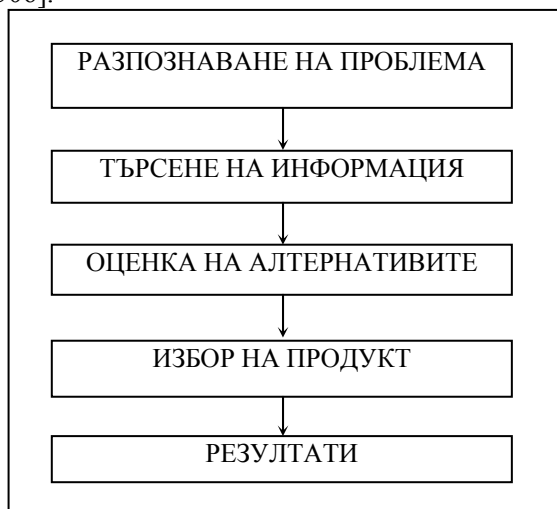 РАЗПОЗНАВАНЕ НА ПРОБЛЕМА
ТЪРСЕНЕ НА ИНФОРМАЦИЯ
ОЦЕНКА НА АЛТЕРНАТИВИТЕ
ИЗБОР НА ПРОДУКТ
РЕЗУЛТАТИ